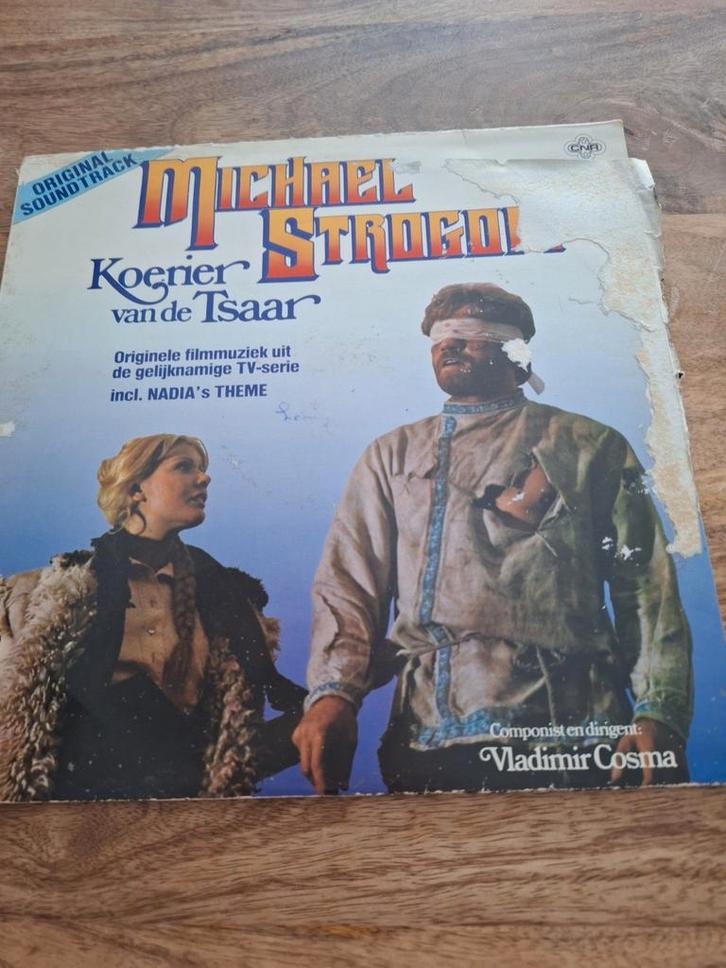 ORIGINAL
SOUNDTRACK
CNR
MICHAEL
STROGO
Koerier
van de Tsaar
Originele filmmuziek uit
de gelijknamige TV-serie
incl. NADIA's THEME
Componist en dirigent:
Vladimir Cosma